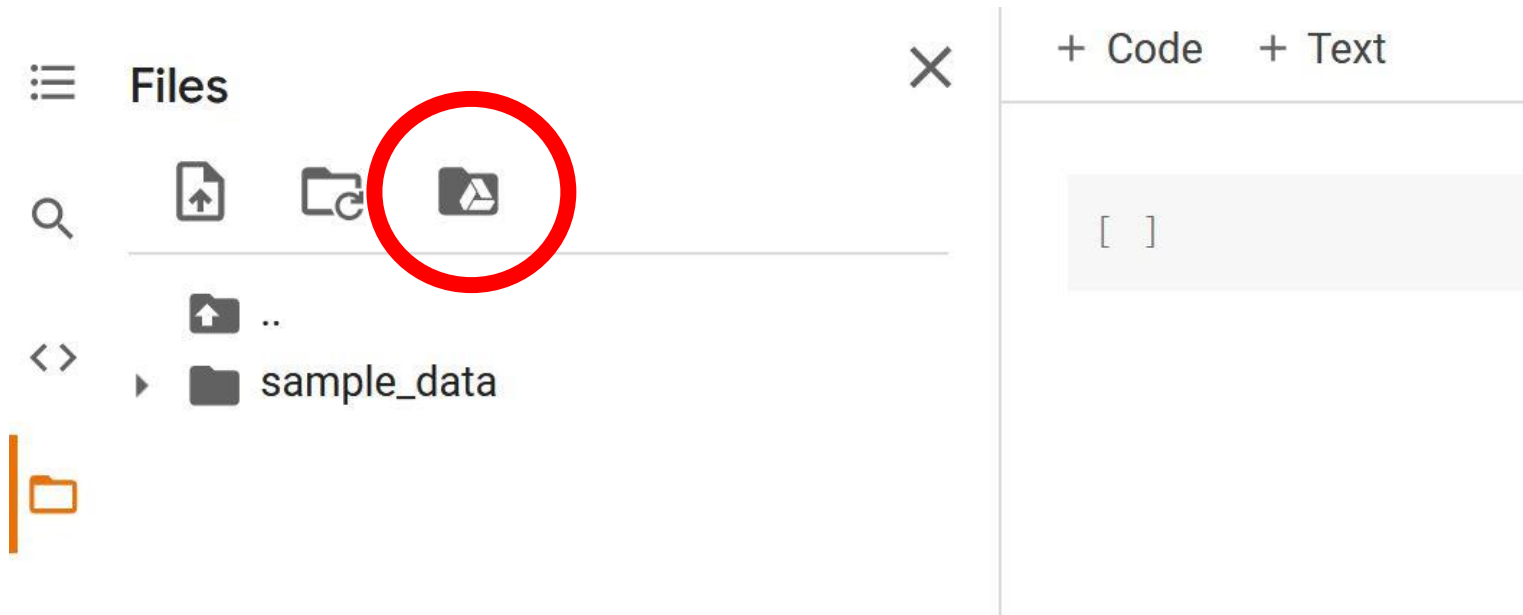 Files
+ Code + Text
[ ]
..
sample_data